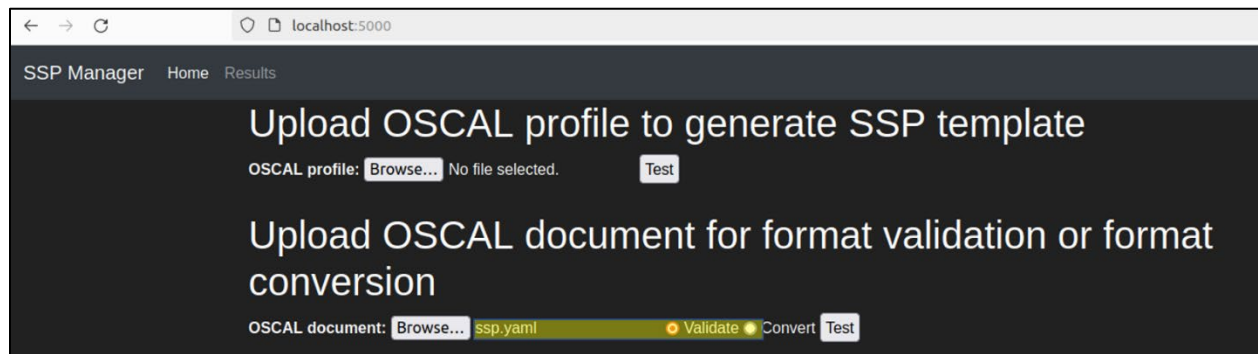 localhost:5000
SSP Manager Home Results
Upload OSCAL profile to generate SSP template
OSCAL profile: Browse... No file selected. Test
Upload OSCAL document for format validation or format
conversion
OSCAL document: Browse... ssp.yaml Validate Convert Test